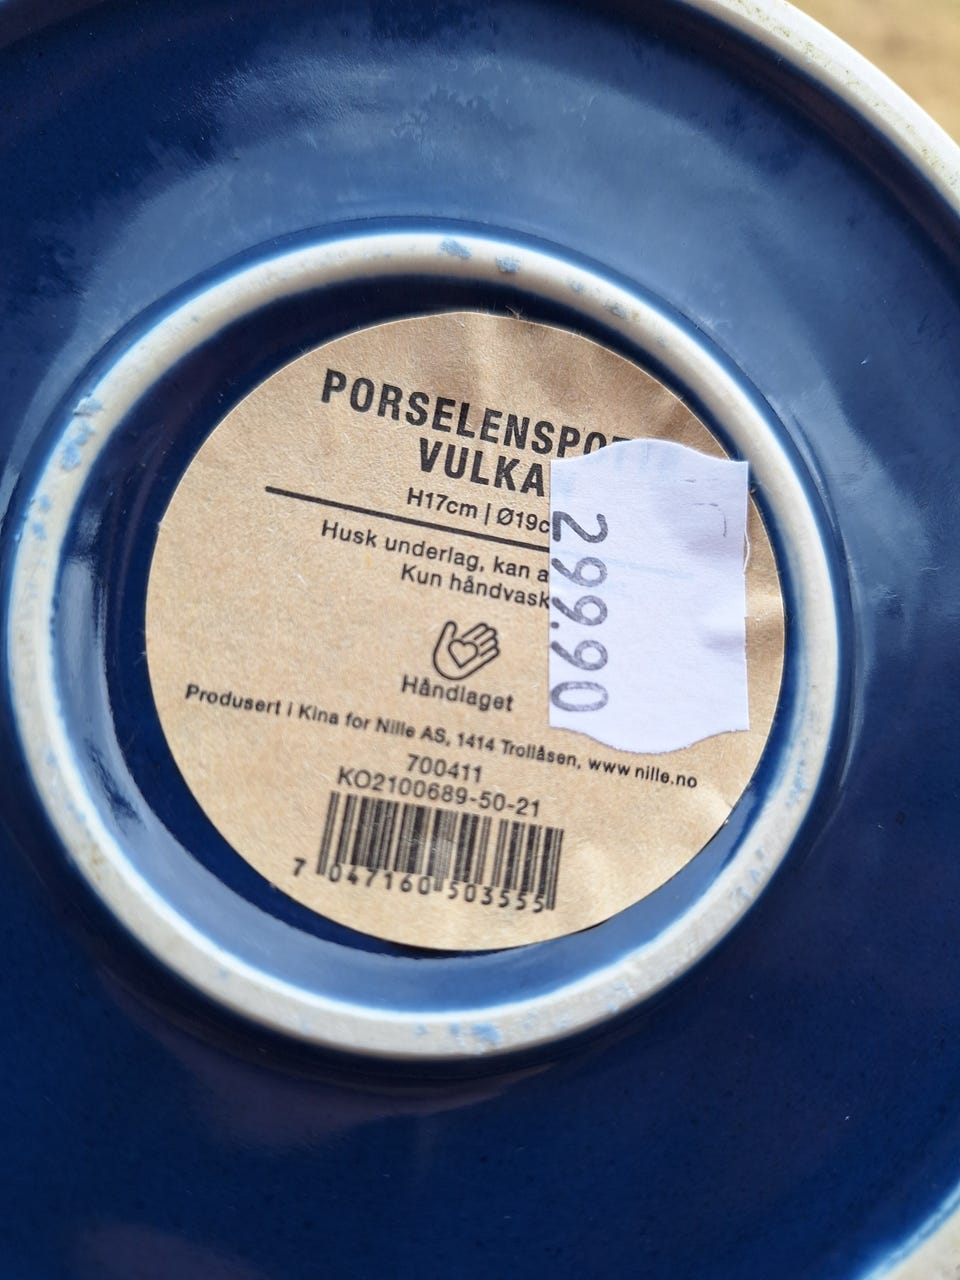 PORSELENSPO
VULKA
H17cm | Ø19c
Husk underlag, kan a
Kun håndvask
Håndlaget
Produsert i Kina for Nille AS, 1414 Trollåsen, www.nille.no
700411
KO2100689-50-21
7 047160 503555
299.90